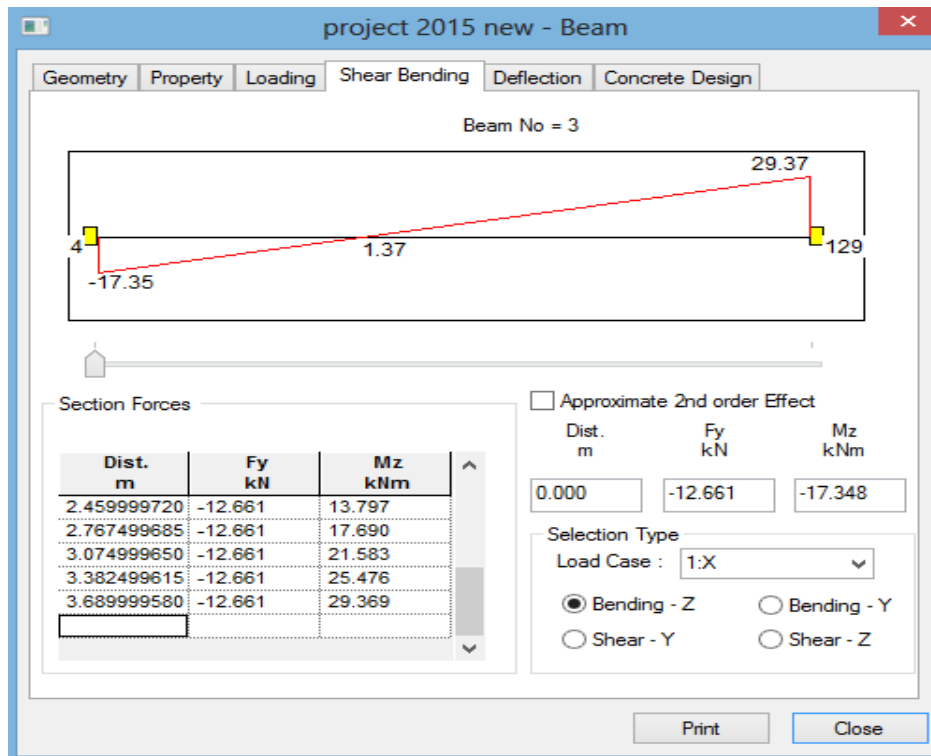 project 2015 new - Beam
Geometry Property Loading Shear Bending Deflection Concrete Design
Beam No = 3
29.37
4 1.37 129
-17.35
Section Forces
Dist. m Fy kN Mz kNm
2.459999720 -12.661 13.797
2.767499685 -12.661 17.690
3.074999650 -12.661 21.583
3.382499615 -12.661 25.476
3.689999580 -12.661 29.369
Approximate 2nd order Effect
Dist. Fy Mz
m kN kNm
0.000 -12.661 -17.348
Selection Type
Load Case : 1:X
Bending - Z Bending - Y
Shear - Y Shear - Z
Print Close